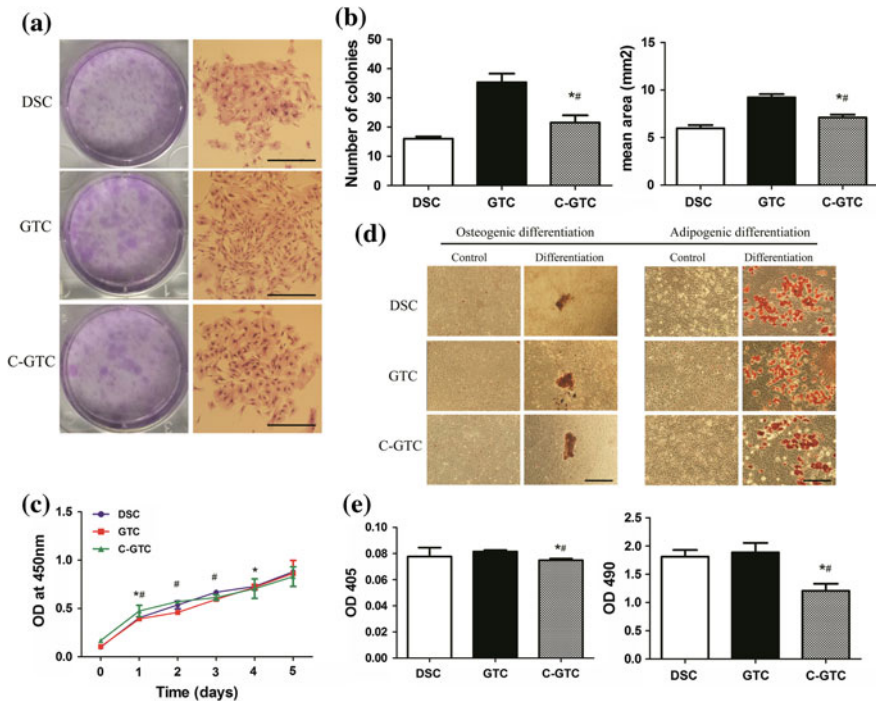 (a)
DSC
GTC
C-GTC
(b)
Number of colonies
50
40
30
20
10
0
*#
DSC GTC C-GTC
mean area (mm2)
15
10
5
0
*#
DSC GTC C-GTC
(c)
DSC
GTC
C-GTC
OD at 450nm
1.5
1.0
0.5
0.0
*#
#
#
*
0 1 2 3 4 5
Time (days)
(d)
Osteogenic differentiation Adipogenic differentiation
Control Differentiation Control Differentiation
DSC
GTC
C-GTC
(e)
OD 405
0.10
0.08
0.06
0.04
0.02
0.00
*#
DSC GTC C-GTC
OD 490
2.5
2.0
1.5
1.0
0.5
0.0
*#
DSC GTC C-GTC